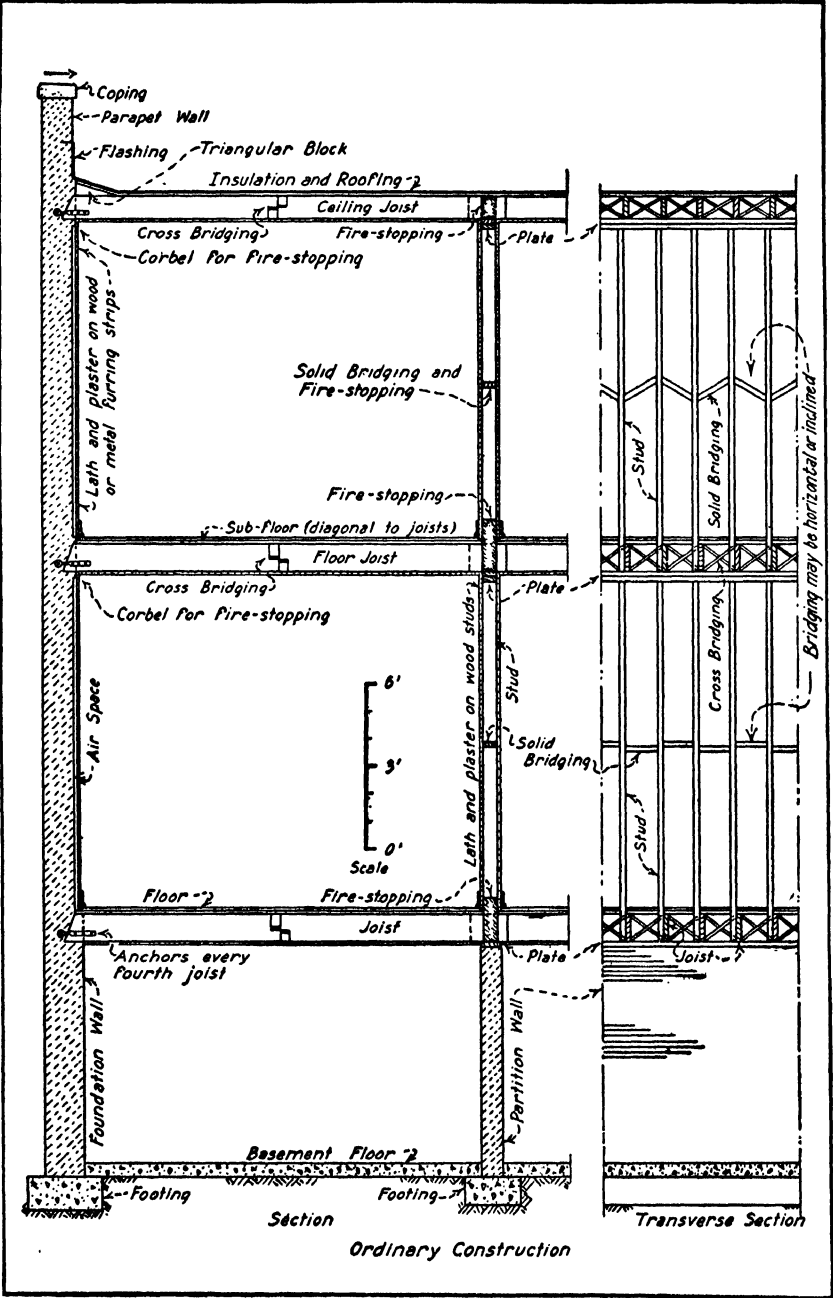 Coping
Parapet Wall
Flashing
Triangular Block
Insulation and Roofing
Ceiling Joist
Cross Bridging
Fire-stopping
Plate
Corbel for fire-stopping
Lath and plaster on wood
or metal furring strips
Solid Bridging and
Fire-stopping
Stud
Solid Bridging
Bridging may be horizontal or inclined
Fire-stopping
Sub-floor (diagonal to joists)
Floor Joist
Cross Bridging
Plate
Corbel for fire-stopping
Cross Bridging
Air Space
6'
3'
0'
Scale
Lath and plaster on wood studs
Stud
Solid
Bridging
Stud
Floor
Fire-stopping
Joist
Anchors every
fourth joist
Plate
Joist
Foundation Wall
Partition Wall
Basement Floor
Footing
Footing
Section
Transverse Section
Ordinary Construction